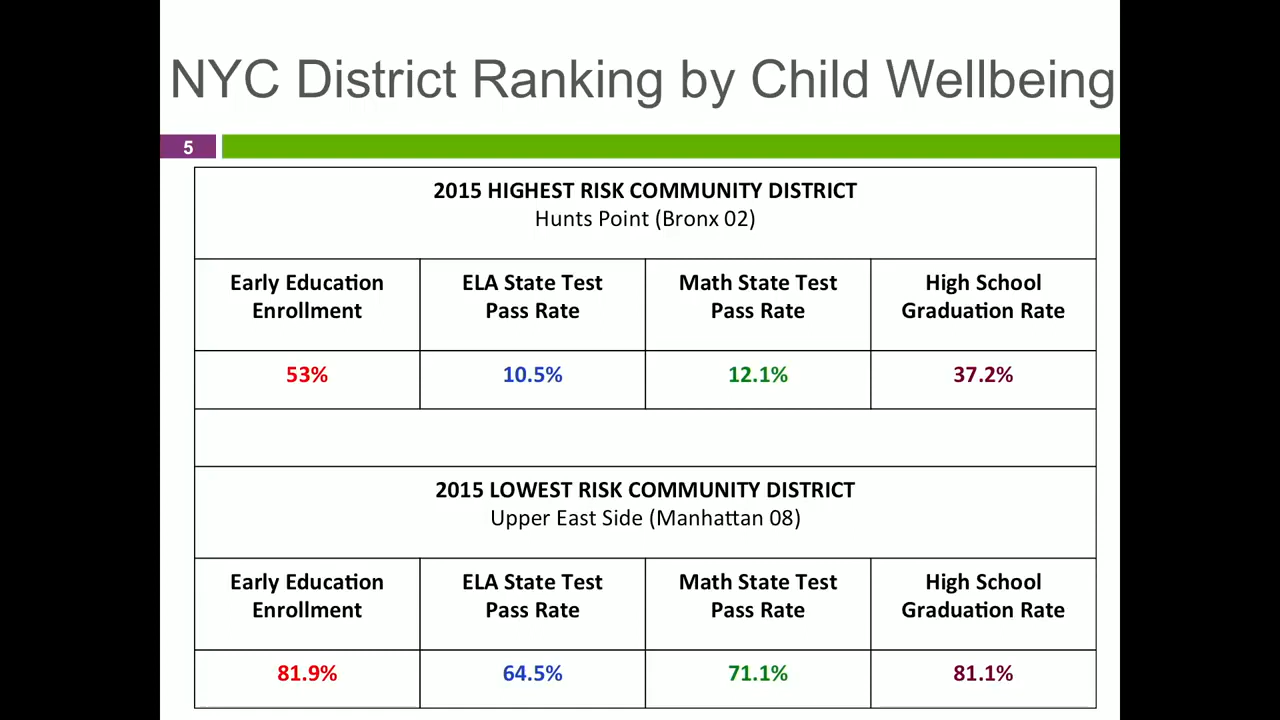 NYC District Ranking by Child Wellbeing
5
2015 HIGHEST RISK COMMUNITY DISTRICT
Hunts Point (Bronx 02)
Early Education Enrollment
ELA State Test Pass Rate
Math State Test Pass Rate
High School Graduation Rate
53%
10.5%
12.1%
37.2%
2015 LOWEST RISK COMMUNITY DISTRICT
Upper East Side (Manhattan 08)
Early Education Enrollment
ELA State Test Pass Rate
Math State Test Pass Rate
High School Graduation Rate
81.9%
64.5%
71.1%
81.1%